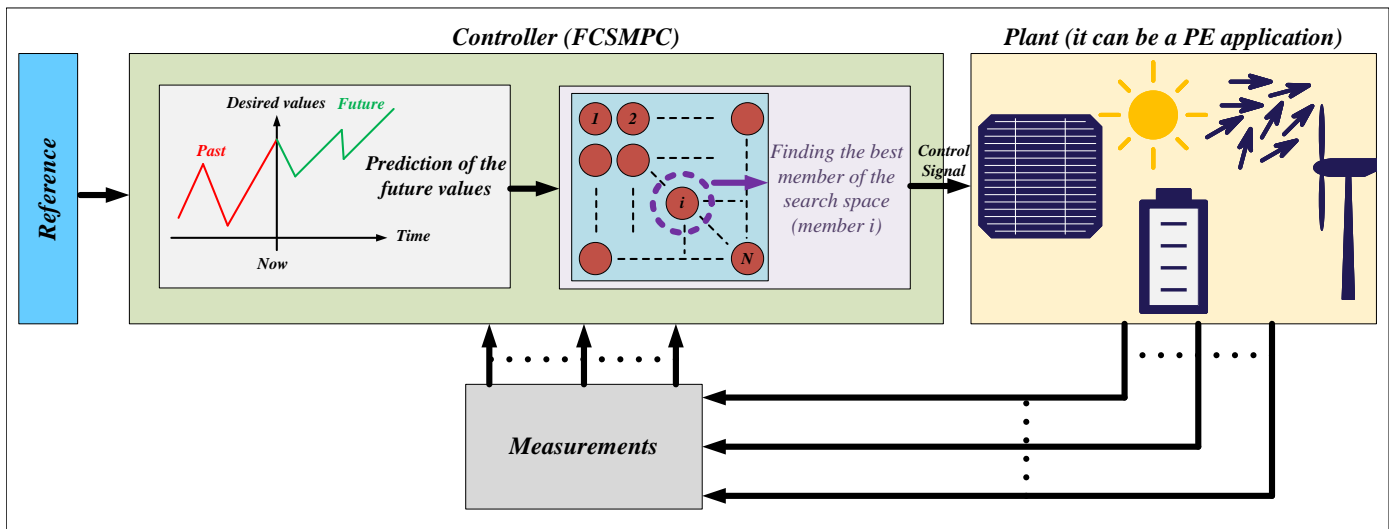 Controller (FCSMPC)
Plant (it can be a PE application)
Reference
Desired values
Future
Past
Prediction of the
future values
Time
Now
1
2
i
N
Finding the best
member of the
search space
(member i)
Control
Signal
Measurements